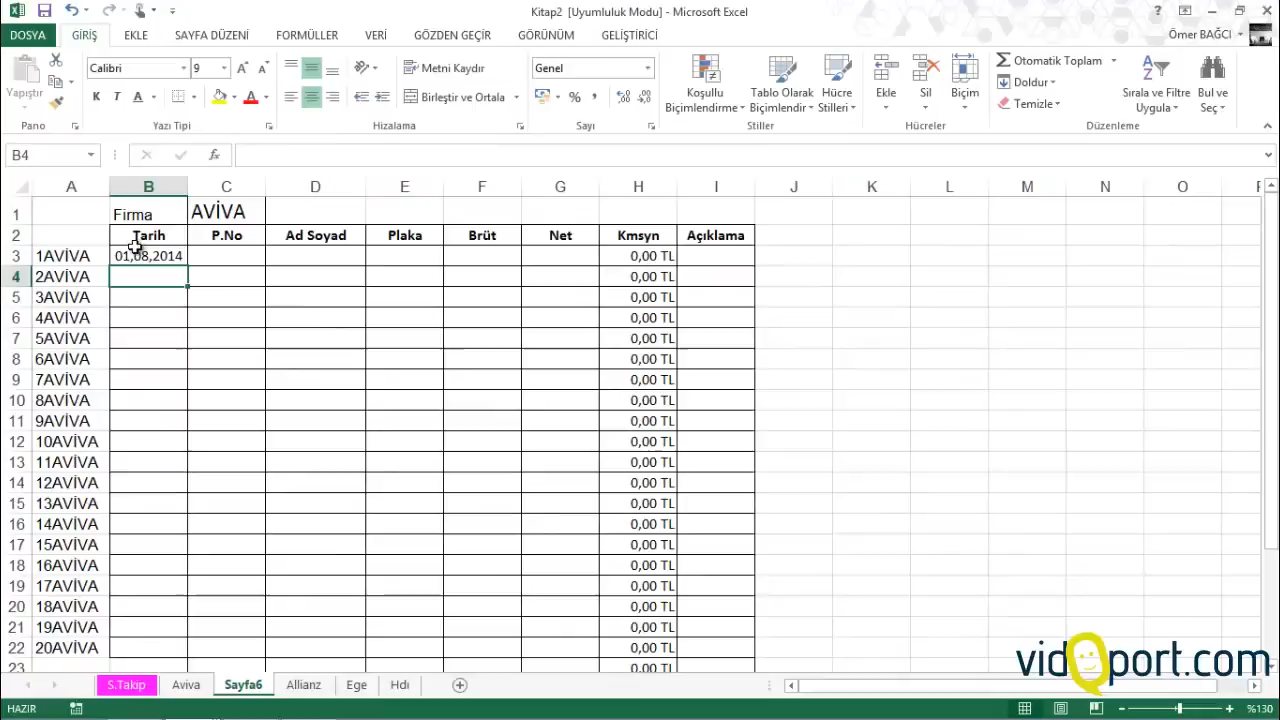 Kitap2 [Uyumluluk Modu] - Microsoft Excel
DOSYA GİRİŞ EKLE SAYFA DÜZENİ FORMÜLLER VERİ GÖZDEN GEÇİR GÖRÜNÜM GELİŞTİRİCİ Ömer BAĞCI
Yapıştır
Pano
Calibri 9
K T A
Yazı Tipi
Metni Kaydır
Birleştir ve Ortala
Hizalama
Genel
Sayı
Koşullu Biçimlendirme
Tablo Olarak Biçimlendir
Hücre Stilleri
Stiller
Ekle Sil Biçim
Hücreler
Otomatik Toplam
Doldur
Temizle
Sırala ve Filtre Uygula
Bul ve Seç
Düzenleme
B4 fx
A B C D E F G H I J K L M N O P
1 Firma AVİVA
2 Tarih P.No Ad Soyad Plaka Brüt Net Kmsyn Açıklama
3 1AVİVA 01,08,2014 0,00 TL
4 2AVİVA 0,00 TL
5 3AVİVA 0,00 TL
6 4AVİVA 0,00 TL
7 5AVİVA 0,00 TL
8 6AVİVA 0,00 TL
9 7AVİVA 0,00 TL
10 8AVİVA 0,00 TL
11 9AVİVA 0,00 TL
12 10AVİVA 0,00 TL
13 11AVİVA 0,00 TL
14 12AVİVA 0,00 TL
15 13AVİVA 0,00 TL
16 14AVİVA 0,00 TL
17 15AVİVA 0,00 TL
18 16AVİVA 0,00 TL
19 17AVİVA 0,00 TL
20 18AVİVA 0,00 TL
21 19AVİVA 0,00 TL
22 20AVİVA 0,00 TL
23 0,00 TL
vidoport.com
S.Takip Aviva Sayfa6 Allianz Ege Hdı
HAZIR %130